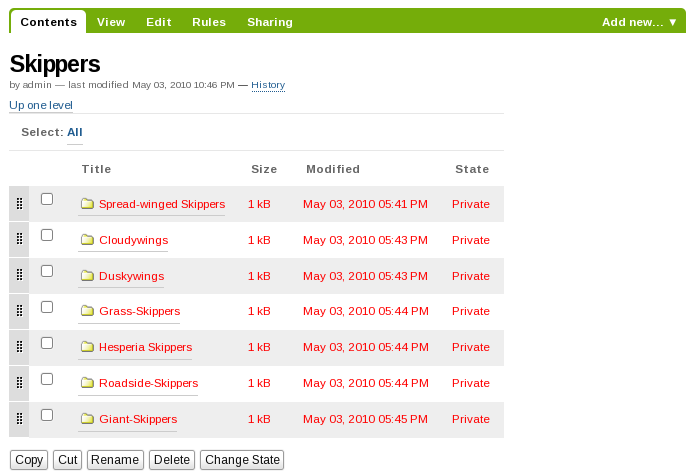 Contents View Edit Rules Sharing Add new... ▼
Skippers
by admin — last modified May 03, 2010 10:46 PM — History
Up one level
Select: All
Title Size Modified State
Spread-winged Skippers 1 kB May 03, 2010 05:41 PM Private
Cloudywings 1 kB May 03, 2010 05:43 PM Private
Duskywings 1 kB May 03, 2010 05:43 PM Private
Grass-Skippers 1 kB May 03, 2010 05:44 PM Private
Hesperia Skippers 1 kB May 03, 2010 05:44 PM Private
Roadside-Skippers 1 kB May 03, 2010 05:44 PM Private
Giant-Skippers 1 kB May 03, 2010 05:45 PM Private
Copy Cut Rename Delete Change State